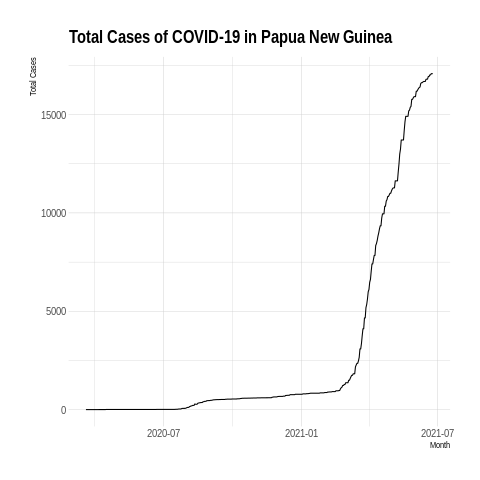 Total Cases of COVID-19 in Papua New Guinea
Total Cases
15000
10000
5000
0
2020-07
2021-01
2021-07
Month